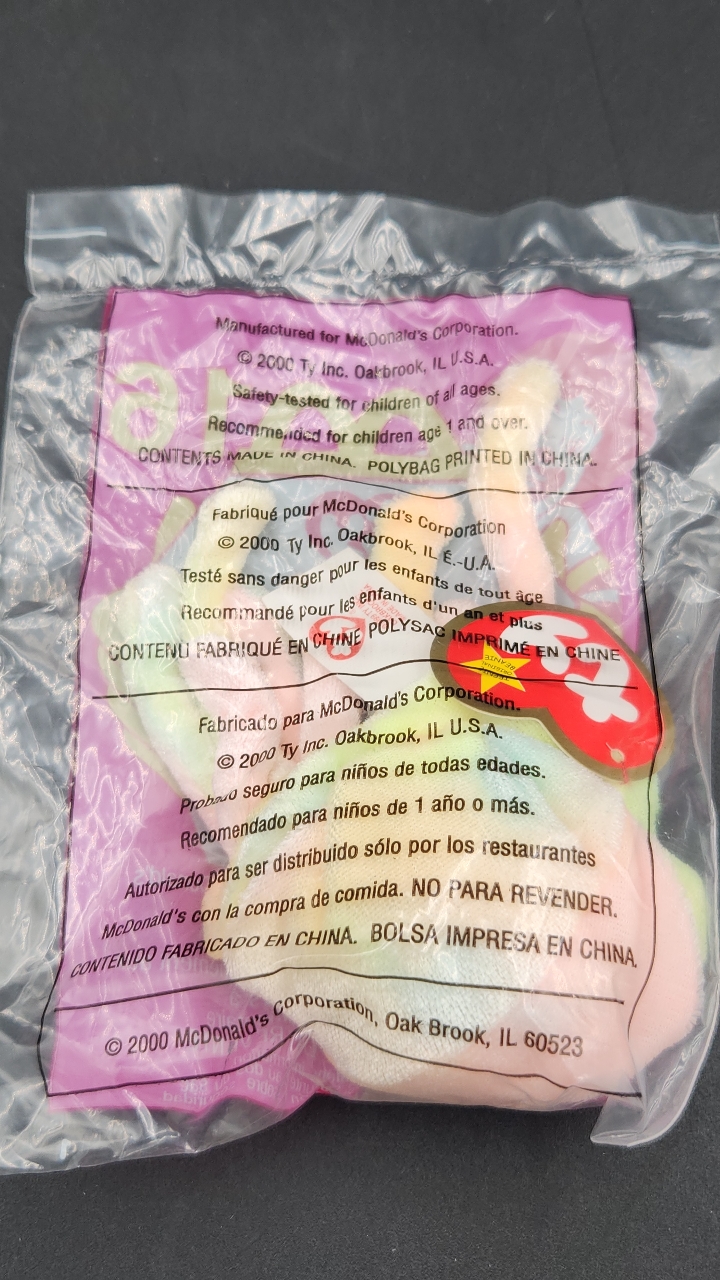 Manufactured for McDonald's Corporation.
© 2000 Ty Inc. Oakbrook, IL U.S.A.
Safety-tested for children of all ages.
Recommended for children age 1 and over.
CONTENTS MADE IN CHINA. POLYBAG PRINTED IN CHINA.
Fabriqué pour McDonald's Corporation
© 2000 Ty Inc. Oakbrook, IL É.-U.A.
Testé sans danger pour les enfants de tout âge
Recommandé pour les enfants d'un an et plus
CONTENU FABRIQUÉ EN CHINE POLYSAC IMPRIMÉ EN CHINE
ty
ORIGINAL
BEANIE
Fabricado para McDonald's Corporation.
© 2000 Ty Inc. Oakbrook, IL U.S.A.
Probado seguro para niños de todas edades.
Recomendado para niños de 1 año o más.
Autorizado para ser distribuido sólo por los restaurantes
McDonald's con la compra de comida. NO PARA REVENDER.
CONTENIDO FABRICADO EN CHINA. BOLSA IMPRESA EN CHINA.
© 2000 McDonald's Corporation, Oak Brook, IL 60523